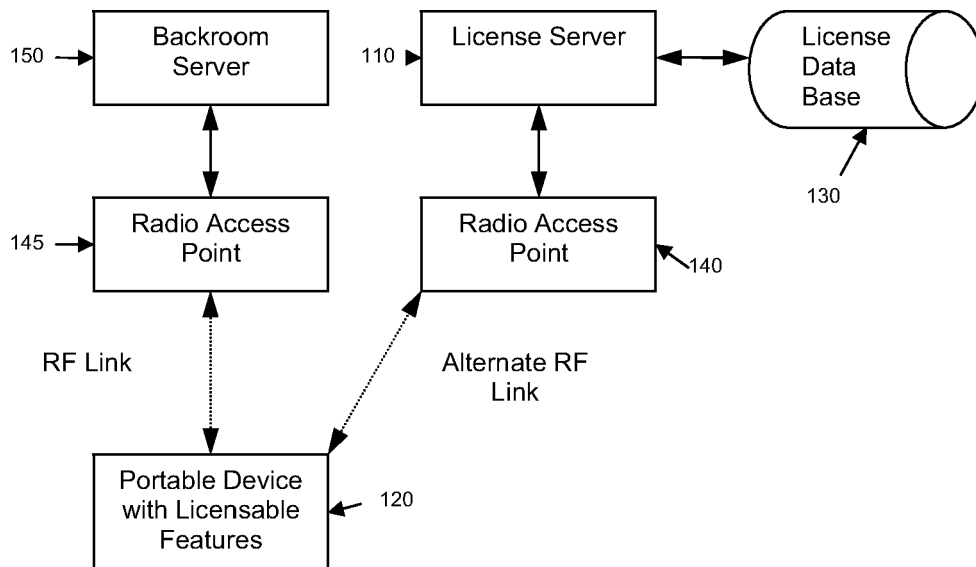 150
Backroom
Server
110
License Server
License
Data
Base
130
145
Radio Access
Point
Radio Access
Point
140
RF Link
Alternate RF
Link
Portable Device
with Licensable
Features
120